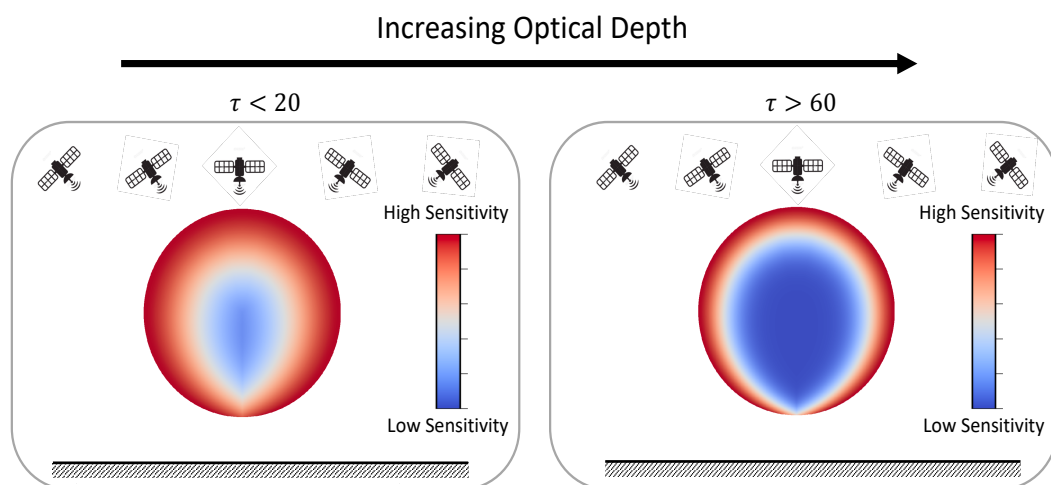 Increasing Optical Depth
τ < 20
High Sensitivity
Low Sensitivity
τ > 60
High Sensitivity
Low Sensitivity